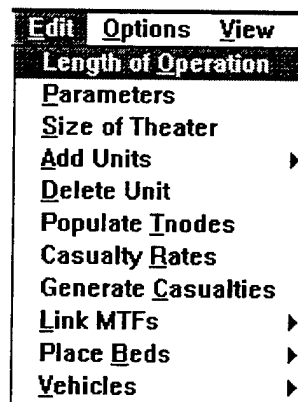 Edit Options View
Length of Operation
Parameters
Size of Theater
Add Units
Delete Unit
Populate Tnodes
Casualty Rates
Generate Casualties
Link MTFs
Place Beds
Vehicles